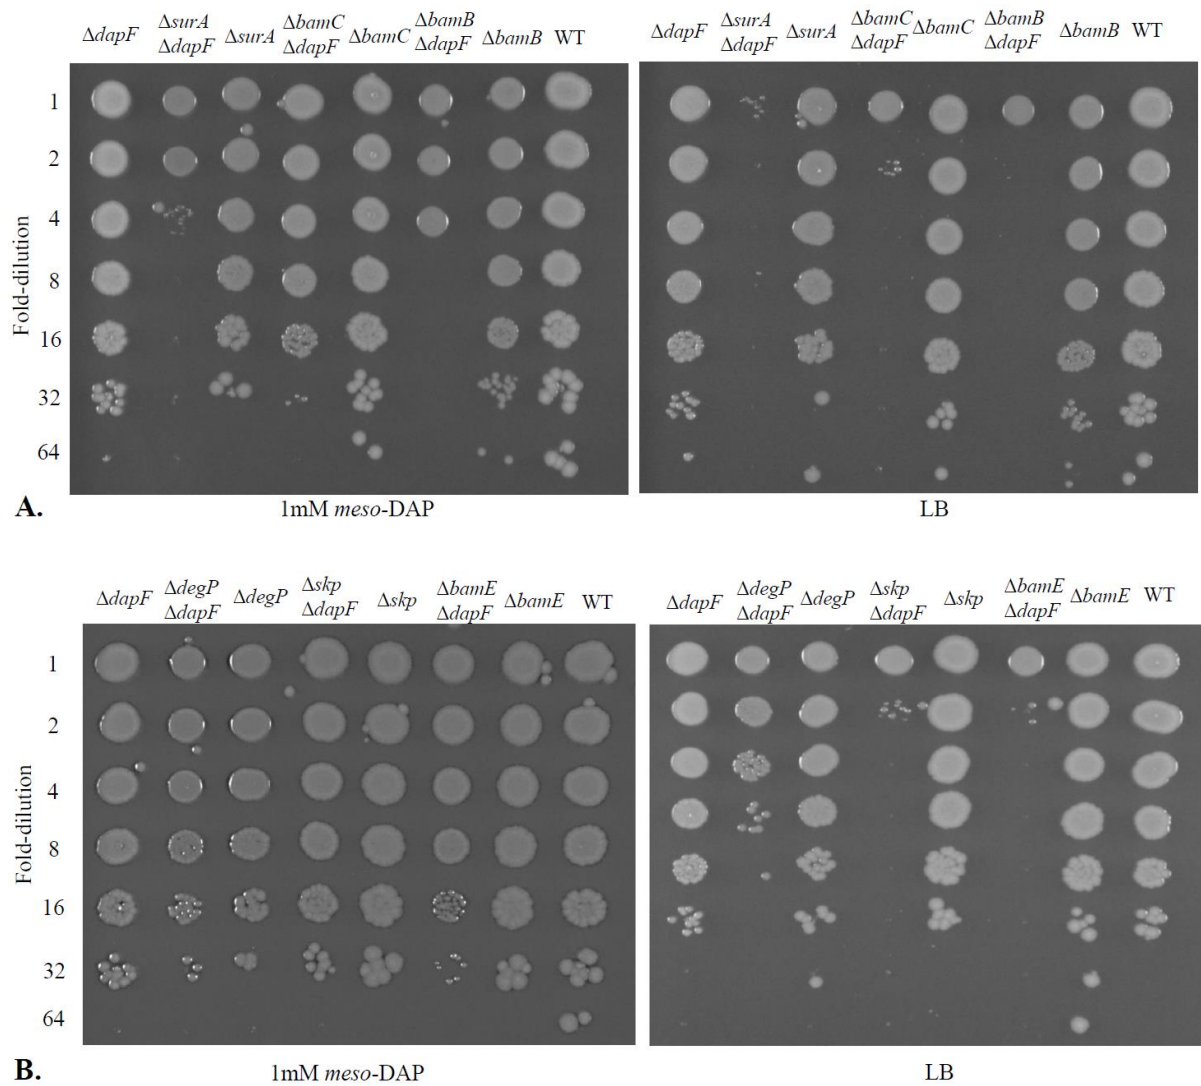 ΔdapF ΔsurA ΔdapF ΔsurA ΔbamC ΔdapF ΔbamC ΔbamB ΔdapF ΔbamB WT
ΔdapF ΔsurA ΔdapF ΔsurA ΔbamC ΔdapF ΔbamC ΔbamB ΔdapF ΔbamB WT
Fold-dilution
1
2
4
8
16
32
64
A.
1mM meso-DAP
LB
ΔdapF ΔdegP ΔdapF ΔdegP Δskp ΔdapF Δskp ΔbamE ΔdapF ΔbamE WT
ΔdapF ΔdegP ΔdapF ΔdegP Δskp ΔdapF Δskp ΔbamE ΔdapF ΔbamE WT
Fold-dilution
1
2
4
8
16
32
64
B.
1mM meso-DAP
LB